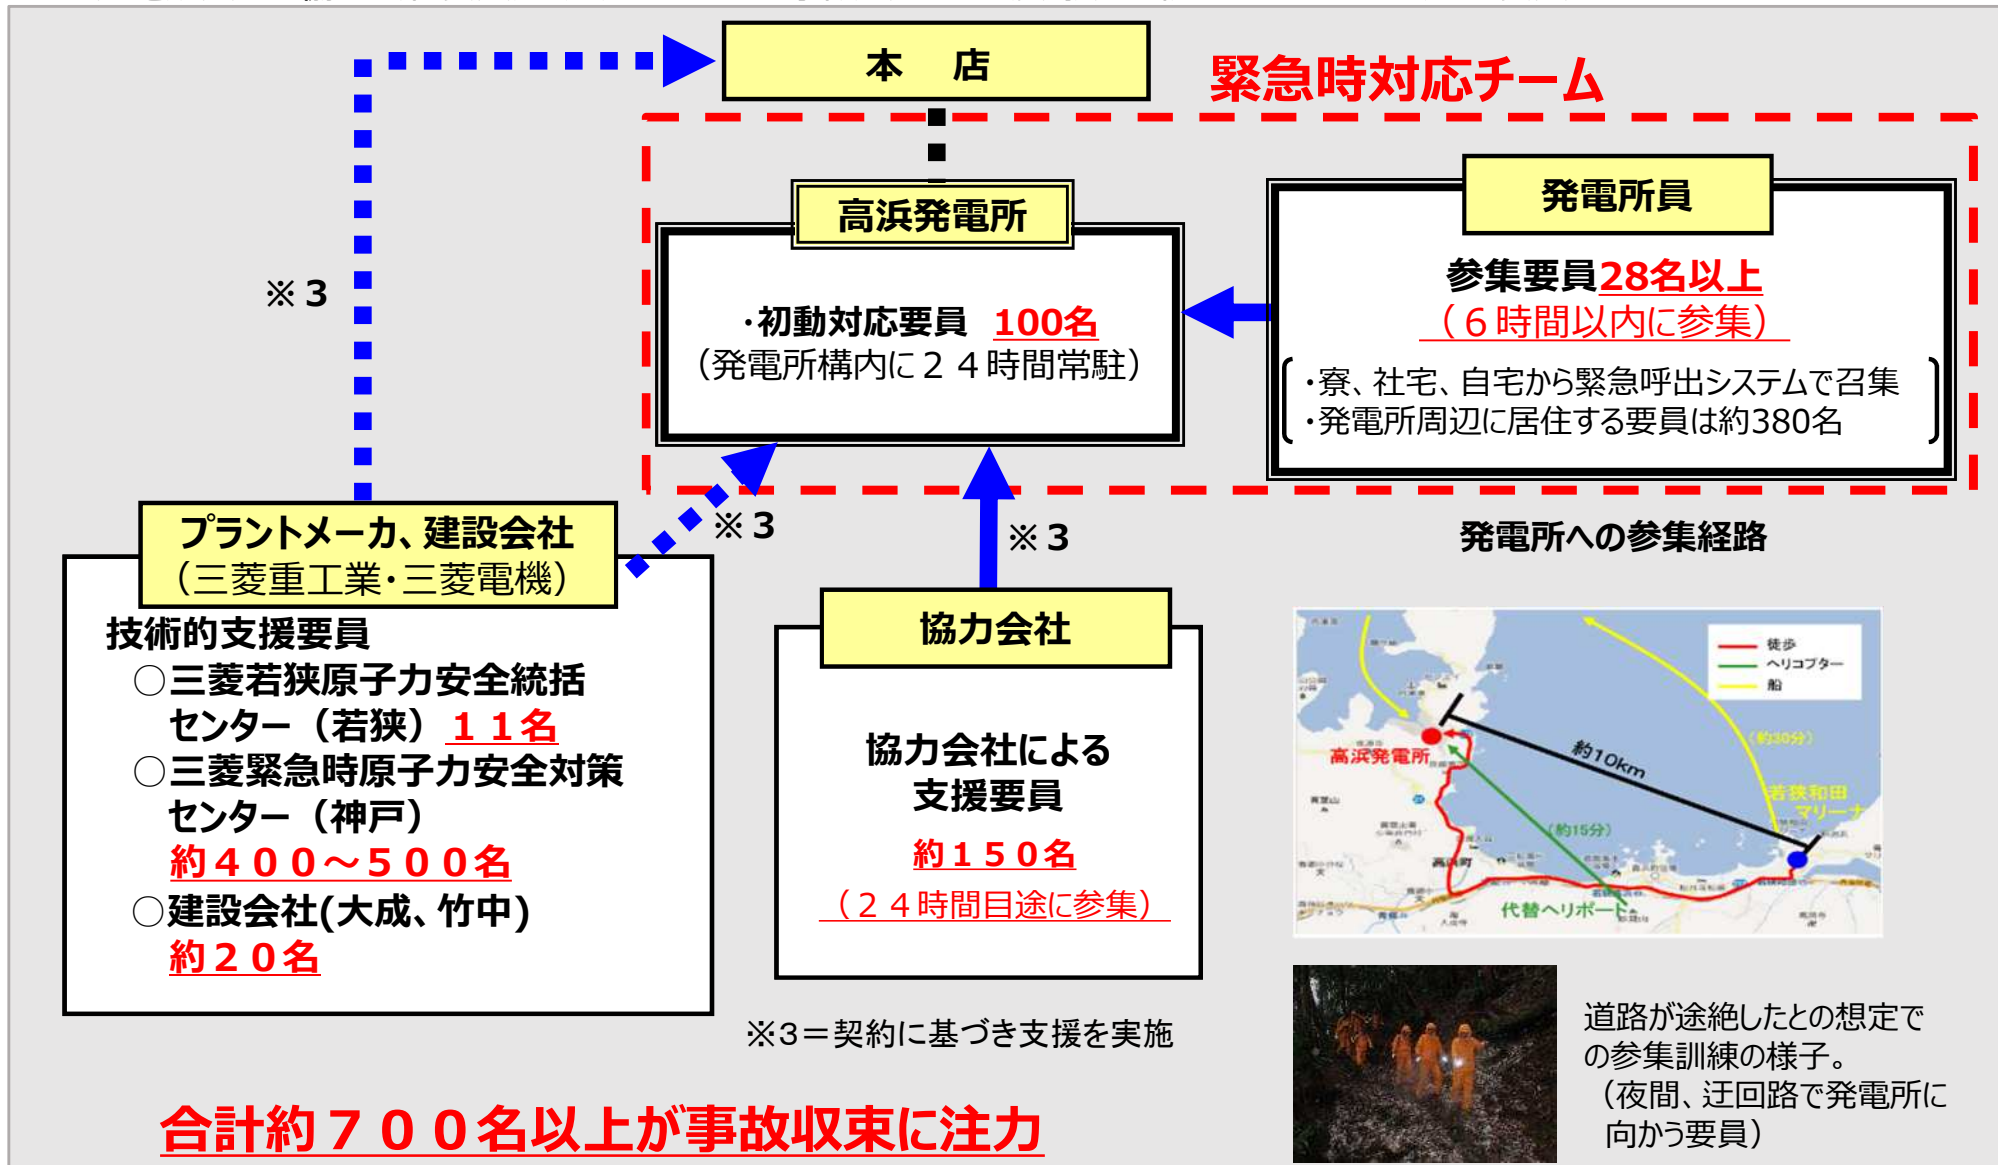 本　店
緊急時対応チーム
高浜発電所
・初動対応要員　100名
（発電所構内に２４時間常駐）
発電所員
参集要員28名以上
（６時間以内に参集）
・寮、社宅、自宅から緊急呼出システムで召集
・発電所周辺に居住する要員は約380名
※３
※３
※３
プラントメーカ、建設会社
（三菱重工業・三菱電機）
技術的支援要員
○三菱若狭原子力安全統括
センター（若狭）１１名
○三菱緊急時原子力安全対策
センター（神戸）
約４００～５００名
○建設会社(大成、竹中)
約２０名
協力会社
協力会社による
支援要員
約１５０名
（２４時間目途に参集）
※3＝契約に基づき支援を実施
発電所への参集経路
徒歩
ヘリコプター
船
高浜発電所
約10km
（約30分）
若狭和田
マリーナ
（約15分）
高浜町
代替ヘリポート
道路が途絶したとの想定で
の参集訓練の様子。
（夜間、迂回路で発電所に
向かう要員）
合計約７００名以上が事故収束に注力